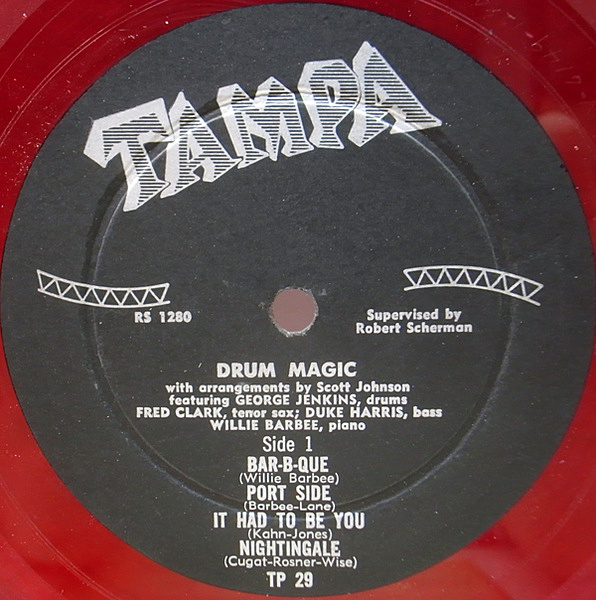 TAMPA
RS 1280
Supervised by
Robert Scherman
DRUM MAGIC
with arrangements by Scott Johnson
featuring GEORGE JENKINS, drums
FRED CLARK, tenor sax; DUKE HARRIS, bass
WILLIE BARBEE, piano
Side 1
BAR-B-QUE
(Willie Barbee)
PORT SIDE
(Barbee-Lane)
IT HAD TO BE YOU
(Kahn-Jones)
NIGHTINGALE
(Cugat-Rosner-Wise)
TP 29